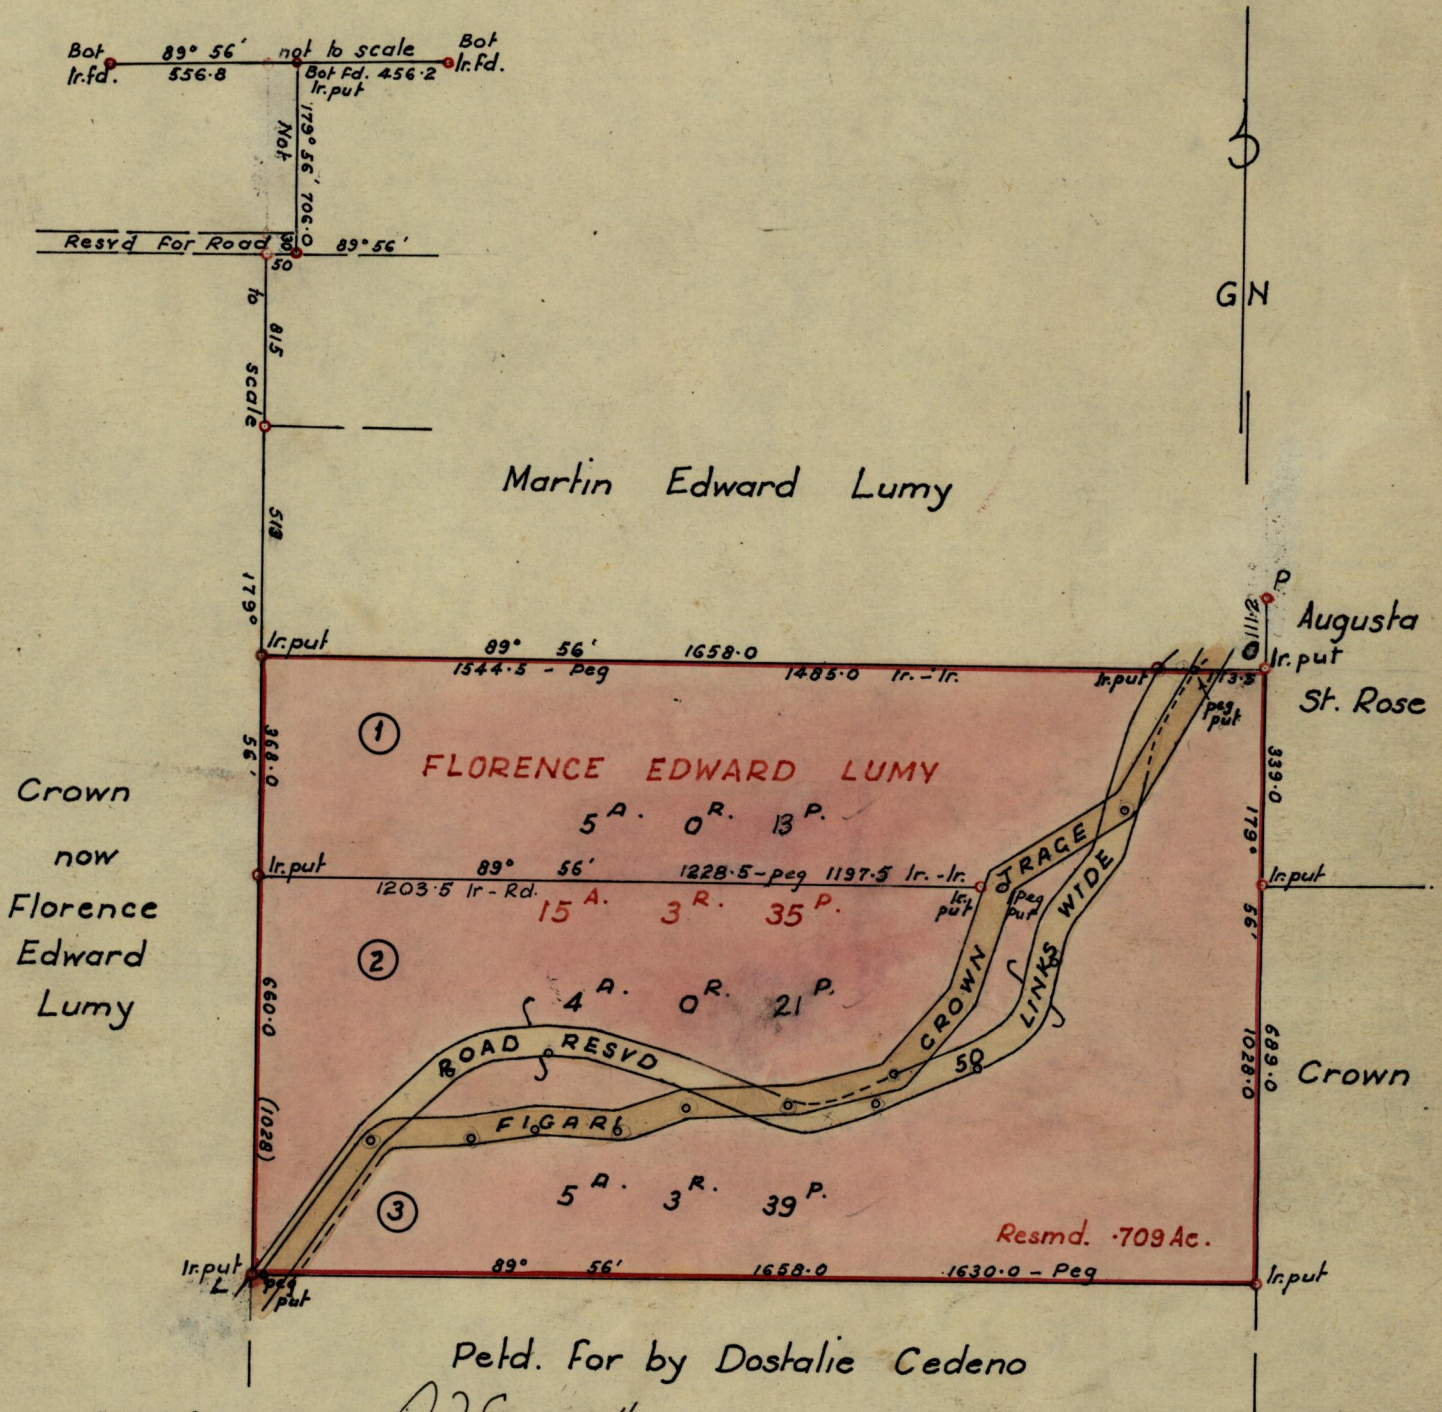 Bot
Ir.fd.
89° 56′
556·8
not to scale
Bot Fd. 456·2
Ir.put
Bot
Ir.fd.
179° 56′ 706·0
Not
Resvd For Road
30
50
89° 56′
to
scale
815
GN
Martin Edward Lumy
519
179°
P
Augusta
Ir.put
St. Rose
Ir.put
89° 56′ 1658·0
1544·5 - Peg
1485·0 Ir.-Ir.
Ir.put
113·5
peg
put
368·0
56′
1
FLORENCE EDWARD LUMY
5 A. 0 R. 13 P.
339·0
179°
Crown
now
Florence
Edward
Lumy
Ir.put
89° 56′ 1228·5-peg 1197·5 Ir.-Ir.
1203·5 Ir-Rd.
15 A. 3 R. 35 P.
Ir.
put
Peg
put
Ir.put
56′
2
4 A. 0 R. 21 P.
660·0
(1028)
ROAD RESVD
50
LINKS WIDE
FIGARI
CROWN
TRACE
689·0
1028·0
Crown
3
5 A. 3 R. 39 P.
Resmd. ·709 Ac.
Ir.put
L
peg
put
89° 56′ 1658·0 1630·0 - Peg
Ir.put
Petd. for by Dostalie Cedeno